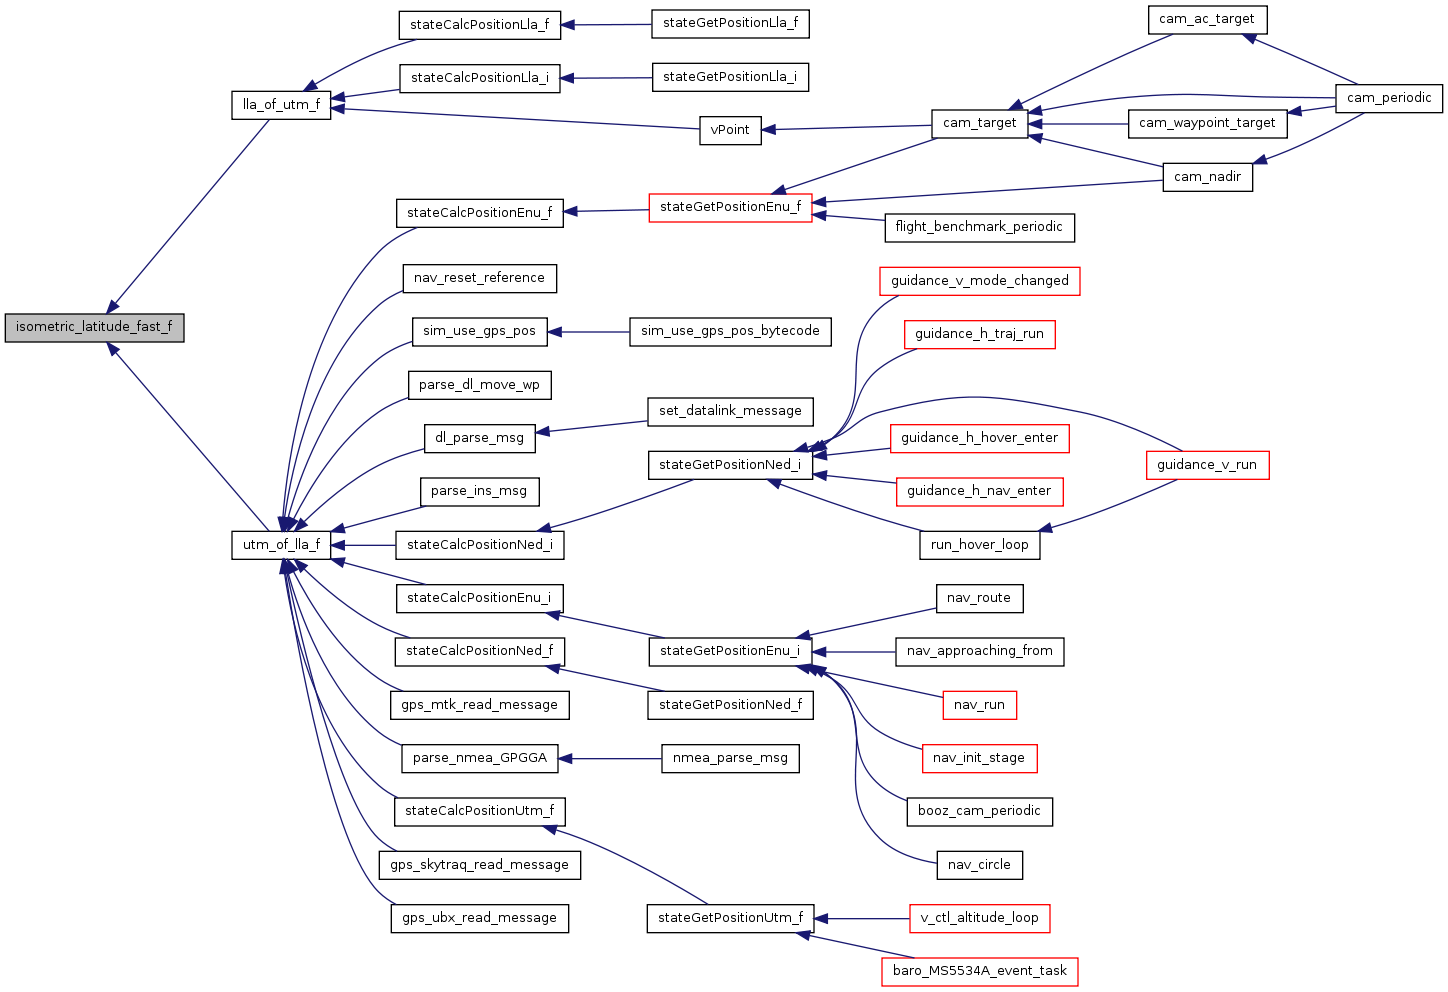 isometric_latitude_fast_f
lla_of_utm_f
utm_of_lla_f
stateCalcPositionLla_f
stateCalcPositionLla_i
vPoint
stateCalcPositionEnu_f
nav_reset_reference
sim_use_gps_pos
parse_dl_move_wp
dl_parse_msg
parse_ins_msg
stateCalcPositionNed_i
stateCalcPositionEnu_i
stateCalcPositionNed_f
gps_mtk_read_message
parse_nmea_GPGGA
stateCalcPositionUtm_f
gps_skytraq_read_message
gps_ubx_read_message
stateGetPositionLla_f
stateGetPositionLla_i
stateGetPositionEnu_f
sim_use_gps_pos_bytecode
set_datalink_message
stateGetPositionNed_i
stateGetPositionEnu_i
stateGetPositionNed_f
nmea_parse_msg
stateGetPositionUtm_f
cam_target
flight_benchmark_periodic
guidance_v_mode_changed
guidance_h_traj_run
guidance_h_hover_enter
guidance_h_nav_enter
run_hover_loop
nav_route
nav_approaching_from
nav_run
nav_init_stage
booz_cam_periodic
nav_circle
v_ctl_altitude_loop
baro_MS5534A_event_task
cam_ac_target
cam_waypoint_target
cam_nadir
guidance_v_run
cam_periodic